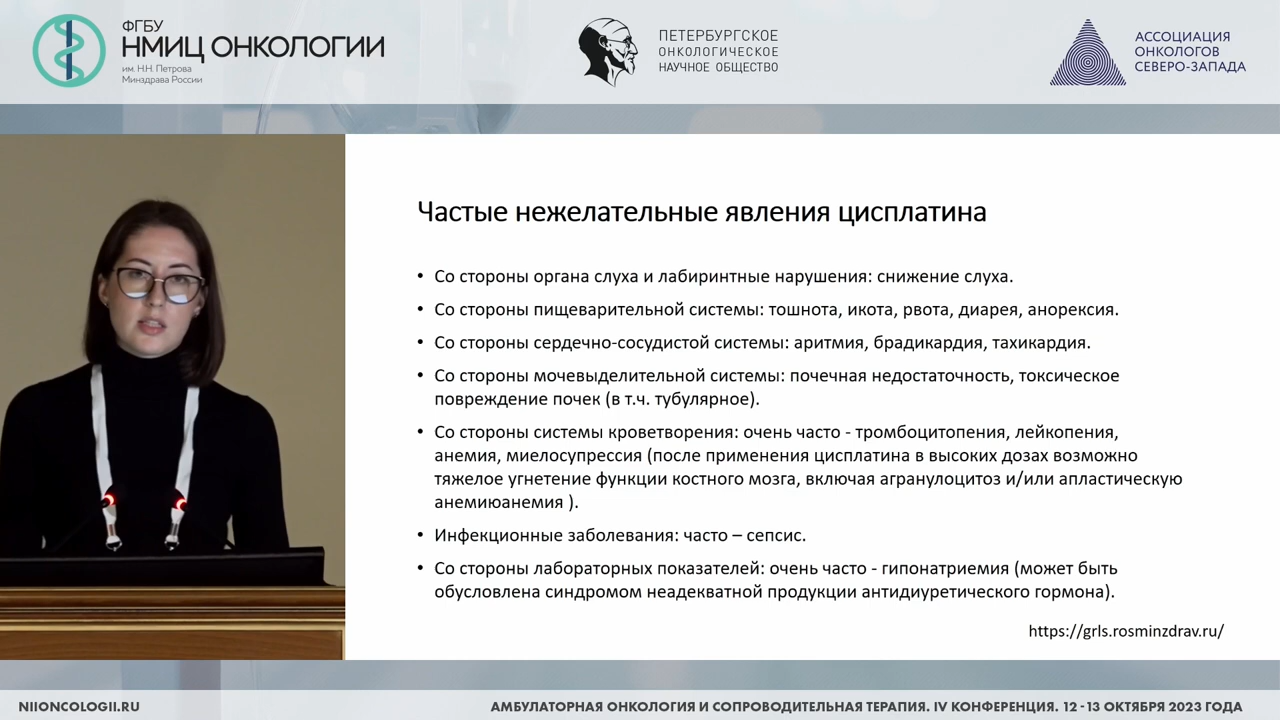 ФГБУ
НМИЦ ОНКОЛОГИИ
им. Н.Н. Петрова
Минздрава России
ПЕТЕРБУРГСКОЕ
ОНКОЛОГИЧЕСКОЕ
НАУЧНОЕ ОБЩЕСТВО
АССОЦИАЦИЯ
ОНКОЛОГОВ
СЕВЕРО-ЗАПАДА
Частые нежелательные явления цисплатина
• Со стороны органа слуха и лабиринтные нарушения: снижение слуха.
• Со стороны пищеварительной системы: тошнота, икота, рвота, диарея, анорексия.
• Со стороны сердечно-сосудистой системы: аритмия, брадикардия, тахикардия.
• Со стороны мочевыделительной системы: почечная недостаточность, токсическое
повреждение почек (в т.ч. тубулярное).
• Со стороны системы кроветворения: очень часто - тромбоцитопения, лейкопения,
анемия, миелосупрессия (после применения цисплатина в высоких дозах возможно
тяжелое угнетение функции костного мозга, включая агранулоцитоз и/или апластическую
анемиюанемия ).
• Инфекционные заболевания: часто – сепсис.
• Со стороны лабораторных показателей: очень часто - гипонатриемия (может быть
обусловлена синдромом неадекватной продукции антидиуретического гормона).
https://grls.rosminzdrav.ru/
NIIONCOLOGII.RU
АМБУЛАТОРНАЯ ОНКОЛОГИЯ И СОПРОВОДИТЕЛЬНАЯ ТЕРАПИЯ. IV КОНФЕРЕНЦИЯ. 12 - 13 ОКТЯБРЯ 2023 ГОДА